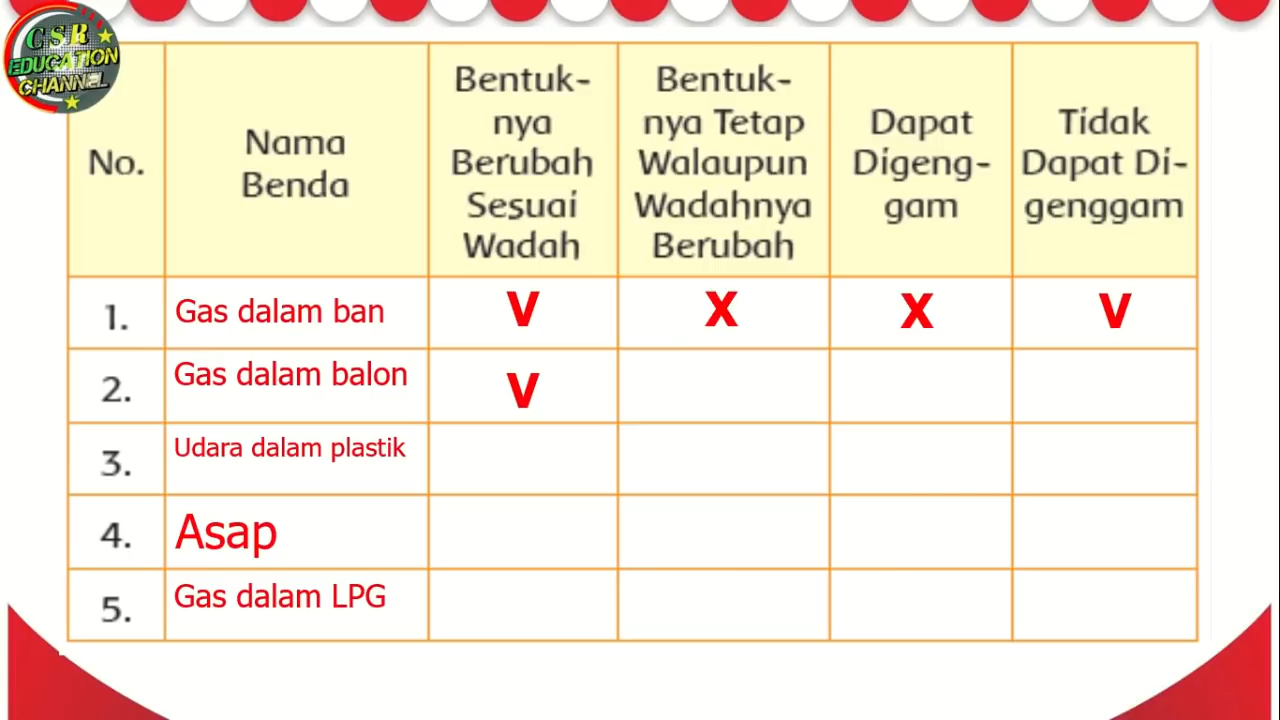 CSR
EDUCATION
CHANNEL
No.
Nama
Benda
Bentuk-
nya
Berubah
Sesuai
Wadah
Bentuk-
nya Tetap
Walaupun
Wadahnya
Berubah
Dapat
Digeng-
gam
Tidak
Dapat Di-
genggam
1. Gas dalam ban V X X V
2. Gas dalam balon V
3. Udara dalam plastik
4. Asap
5. Gas dalam LPG